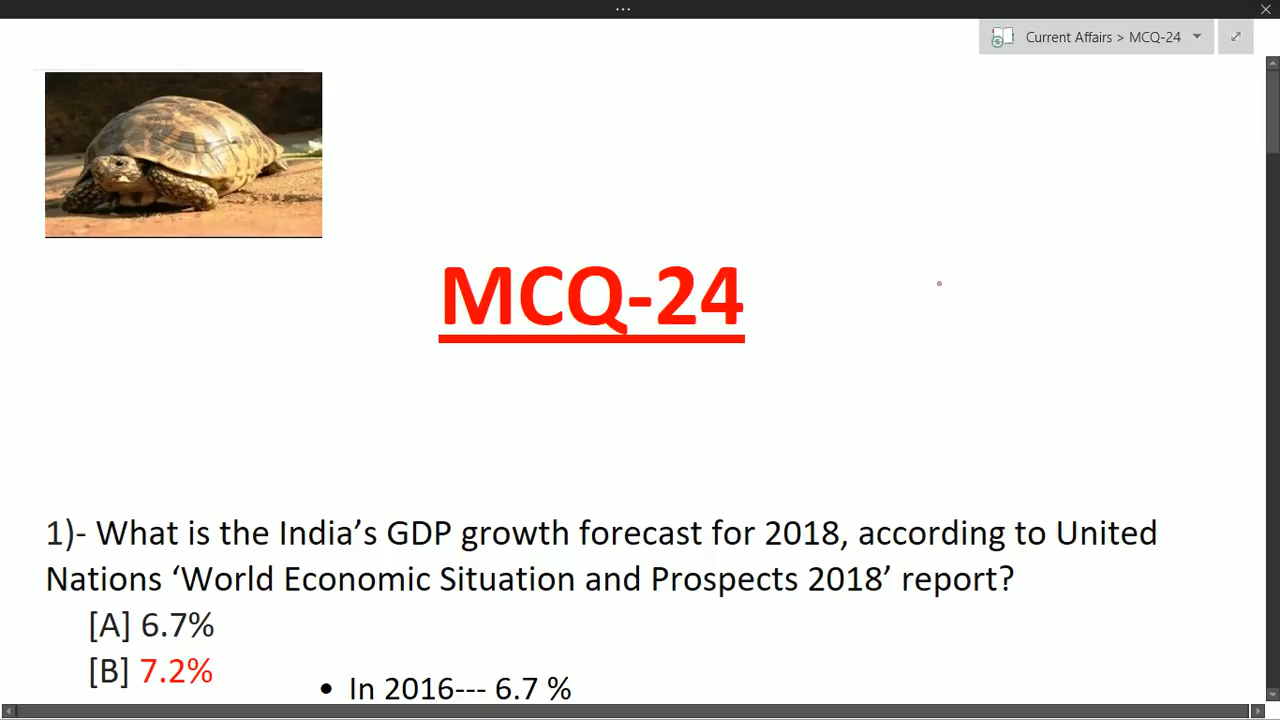 Current Affairs > MCQ-24
MCQ-24
1)- What is the India’s GDP growth forecast for 2018, according to United
Nations ‘World Economic Situation and Prospects 2018’ report?
[A] 6.7%
[B] 7.2%
• In 2016--- 6.7 %